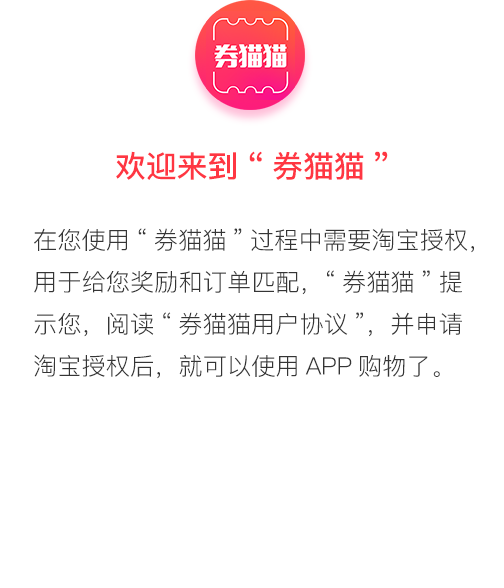 券猫猫
欢迎来到“券猫猫”
在您使用“券猫猫”过程中需要淘宝授权，
用于给您奖励和订单匹配，“券猫猫”提
示您，阅读“券猫猫用户协议”，并申请
淘宝授权后，就可以使用 APP 购物了。